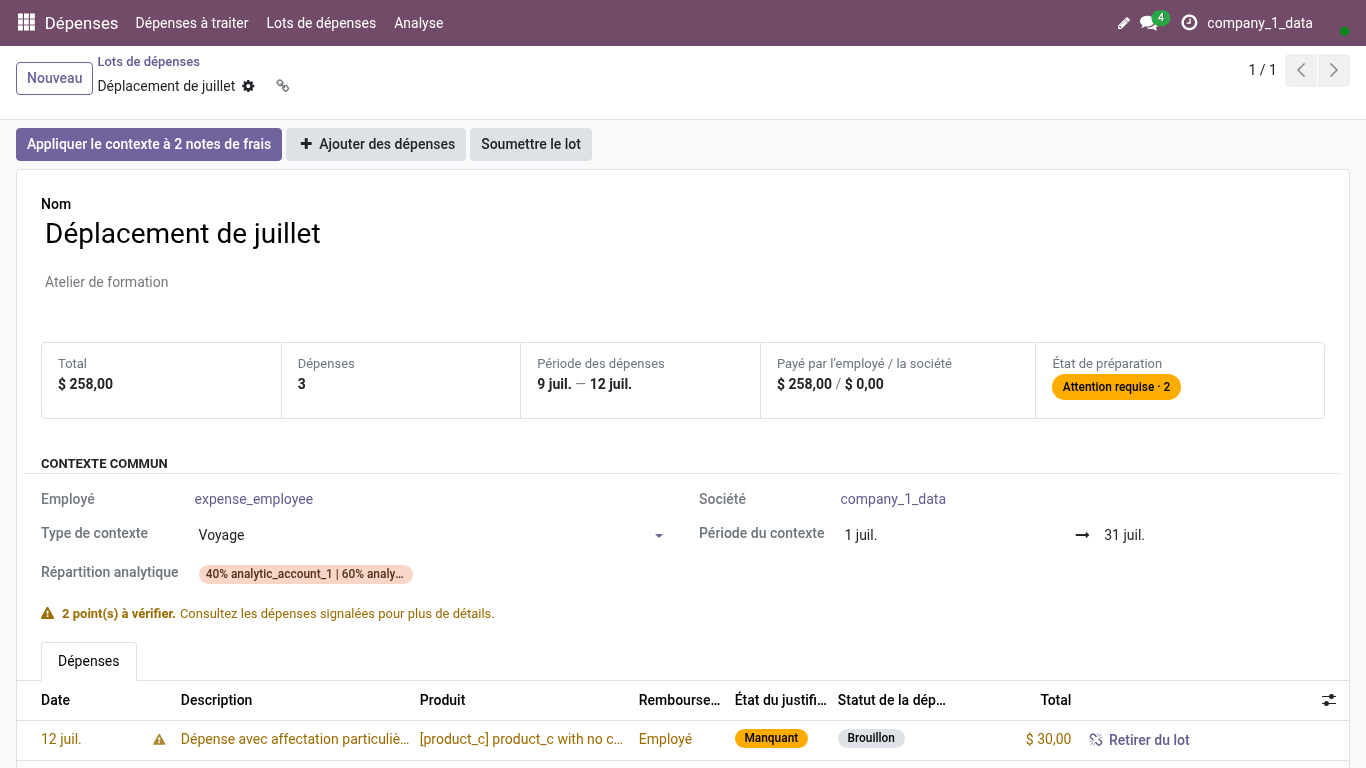 Dépenses Dépenses à traiter Lots de dépenses Analyse 4 company_1_data
Nouveau Lots de dépenses 1 / 1
Déplacement de juillet
Appliquer le contexte à 2 notes de frais Ajouter des dépenses Soumettre le lot
Nom
Déplacement de juillet
Atelier de formation
Total Dépenses Période des dépenses Payé par l’employé / la société État de préparation
$ 258,00 3 9 juil. — 12 juil. $ 258,00 / $ 0,00 Attention requise · 2
CONTEXTE COMMUN
Employé expense_employee Société company_1_data
Type de contexte Voyage Période du contexte 1 juil. → 31 juil.
Répartition analytique 40% analytic_account_1 | 60% analy…
2 point(s) à vérifier. Consultez les dépenses signalées pour plus de détails.
Dépenses
Date Description Produit Rembourse… État du justifi… Statut de la dép… Total
12 juil. Dépense avec affectation particuliè… [product_c] product_c with no c… Employé Manquant Brouillon $ 30,00 Retirer du lot